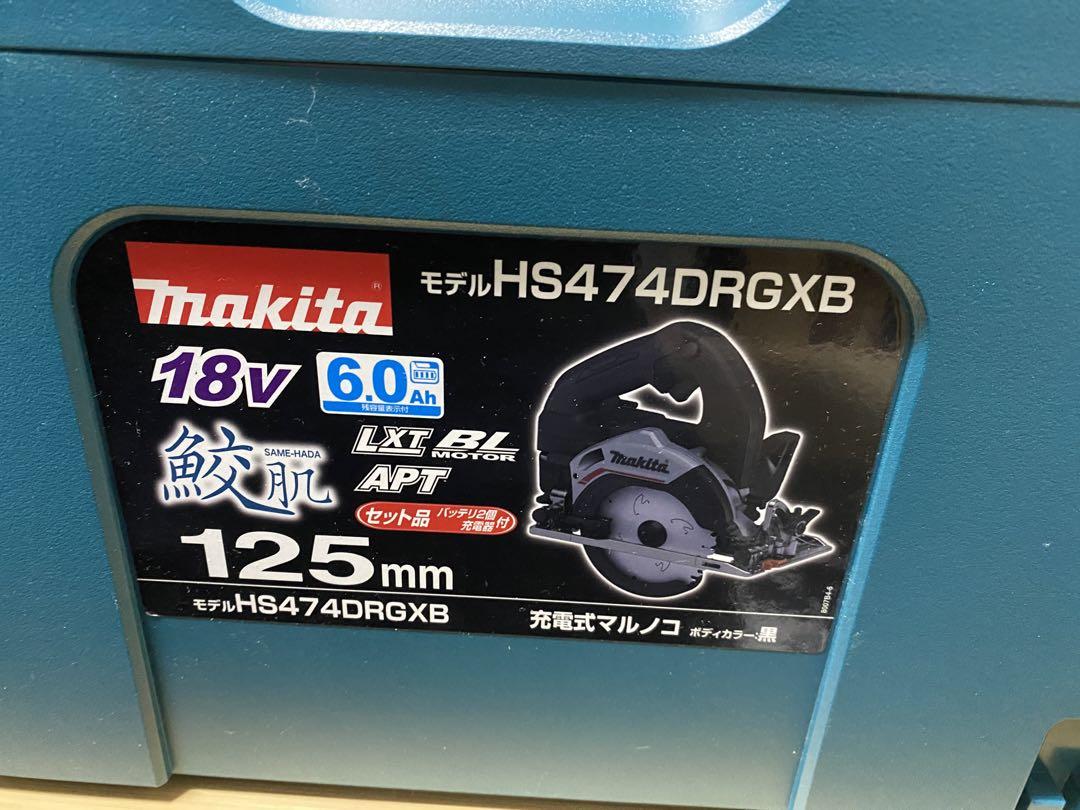 makita®
モデルHS474DRGXB
18V
6.0Ah
残容量表示付
鮫肌
SAME-HADA
LXT BL MOTOR
APT
セット品 バッテリ2個 充電器 付
makita
125mm
モデルHS474DRGXB
充電式マルノコ ボディカラー:黒